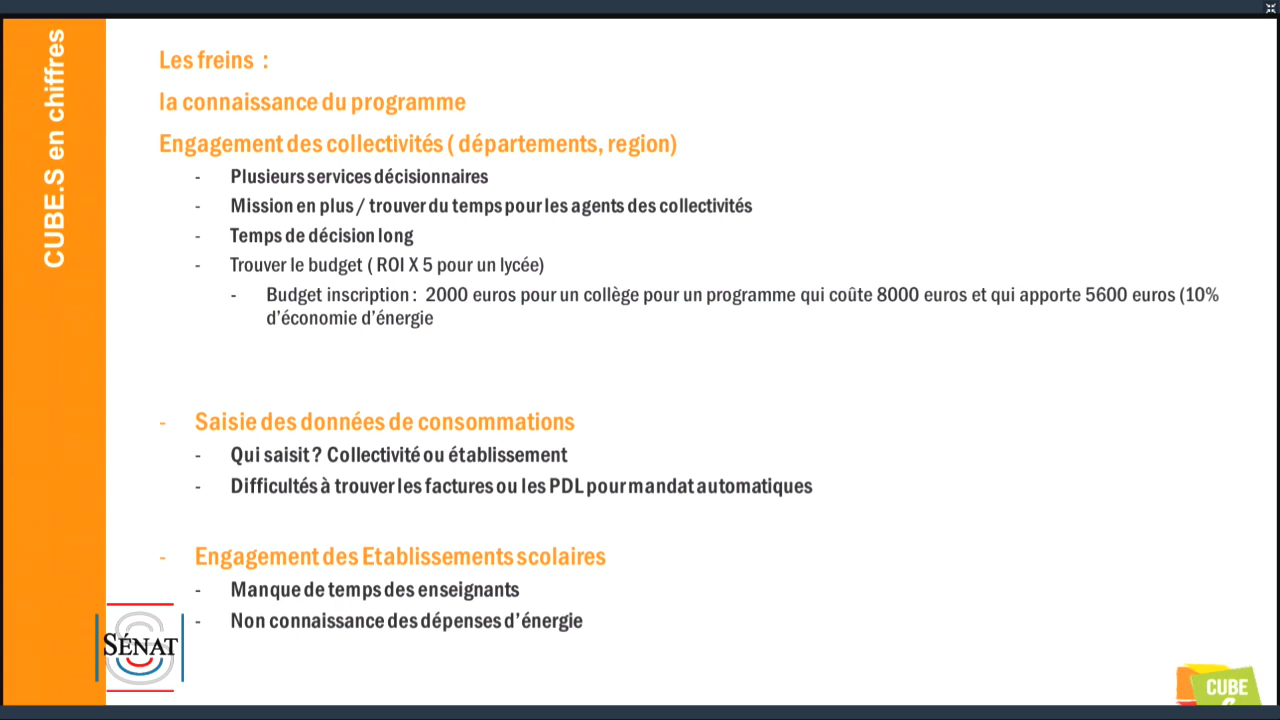 CUBE.S en chiffres
Les freins :
la connaissance du programme
Engagement des collectivités ( départements, region)
- Plusieurs services décisionnaires
- Mission en plus / trouver du temps pour les agents des collectivités
- Temps de décision long
- Trouver le budget ( ROI X 5 pour un lycée)
- Budget inscription : 2000 euros pour un collège pour un programme qui coûte 8000 euros et qui apporte 5600 euros (10%
d’économie d’énergie
- Saisie des données de consommations
- Qui saisit ? Collectivité ou établissement
- Difficultés à trouver les factures ou les PDL pour mandat automatiques
- Engagement des Etablissements scolaires
- Manque de temps des enseignants
- Non connaissance des dépenses d’énergie
SÉNAT
CUBE